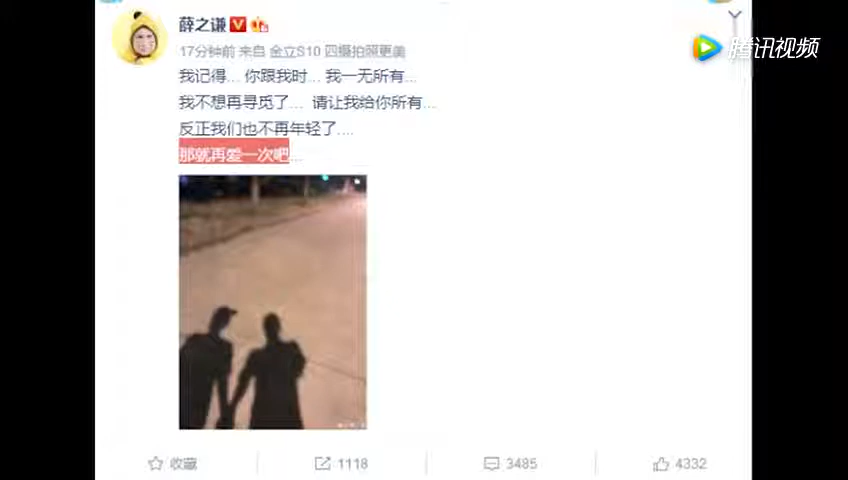 薛之谦
腾讯视频
17分钟前 来自 金立S10 四摄拍照更美
我记得... 你跟我时... 我一无所有...
我不想再寻觅了... 请让我给你所有...
反正我们也不再年轻了....
那就再爱一次吧...
收藏
1118
3485
4332